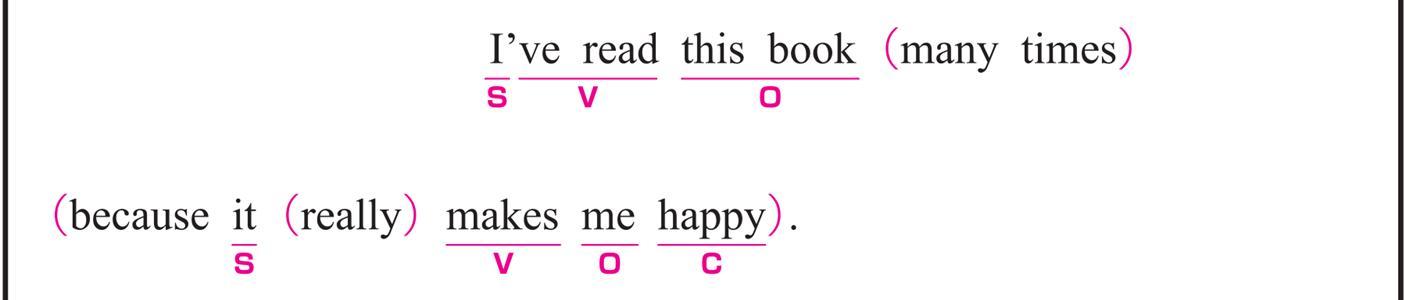 I’ve read this book (many times)
S V O
(because it (really) makes me happy).
S V O C